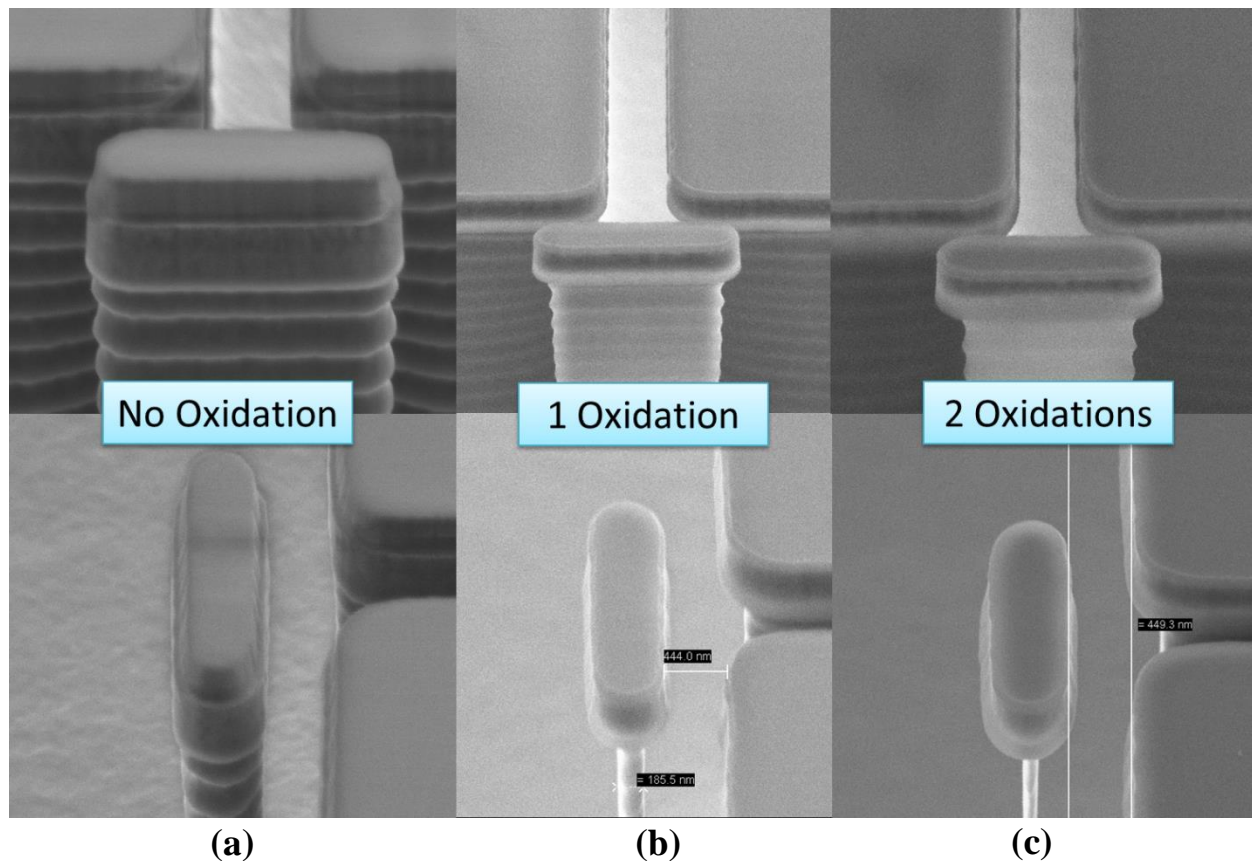 No Oxidation
1 Oxidation
2 Oxidations
444.0 nm
= 185.5 nm
= 449.3 nm
(a)
(b)
(c)